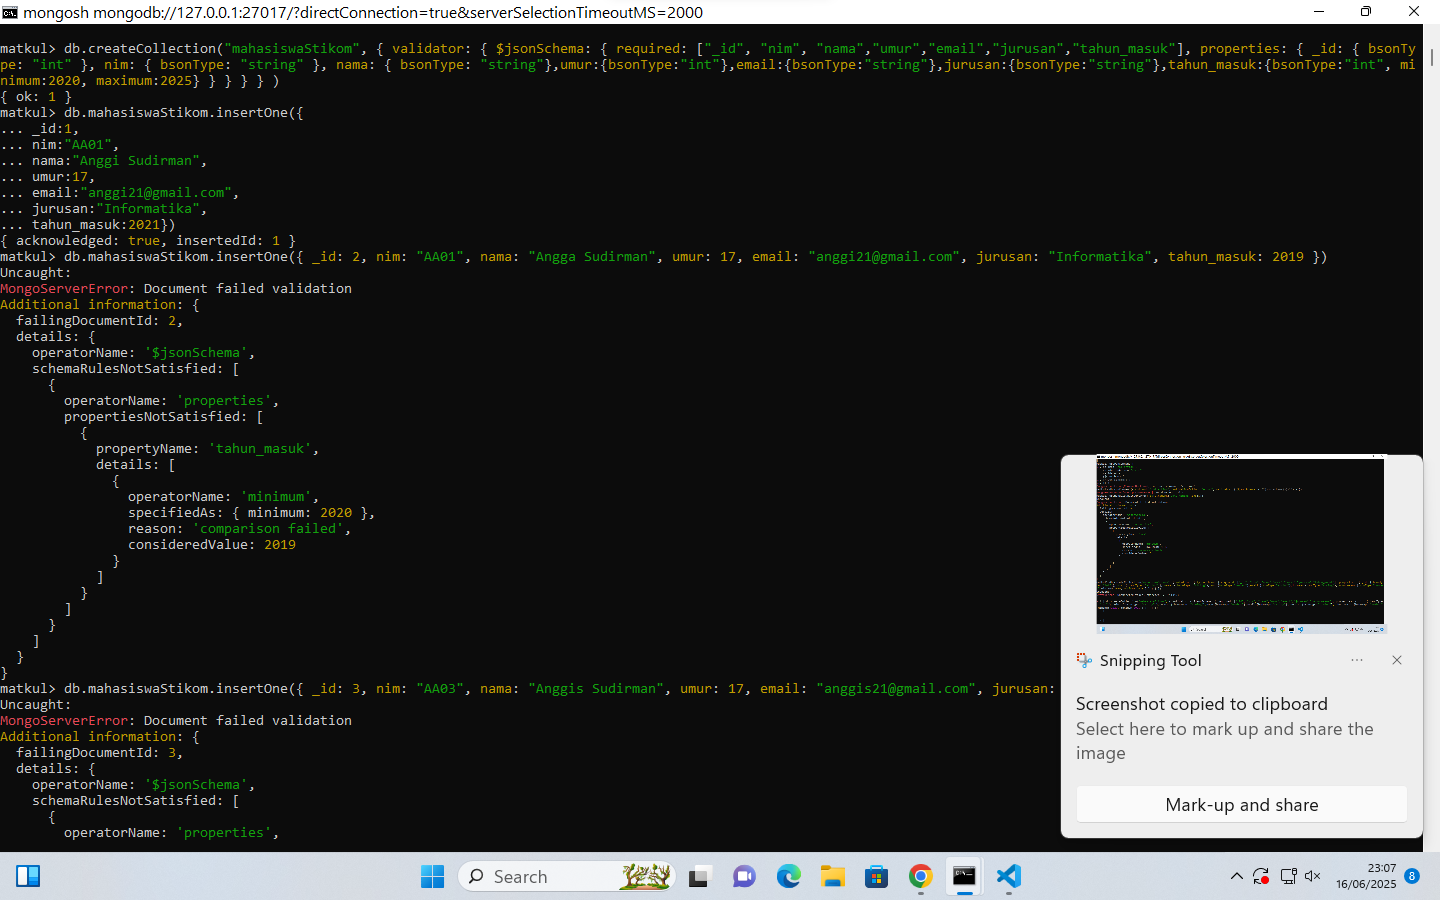 mongosh mongodb://127.0.0.1:27017/?directConnection=true&serverSelectionTimeoutMS=2000
matkul> db.createCollection("mahasiswaStikom", { validator: { $jsonSchema: { required: ["_id", "nim", "nama","umur","email","jurusan","tahun_masuk"], properties: { _id: { bsonTy
pe: "int" }, nim: { bsonType: "string" }, nama: { bsonType: "string"},umur:{bsonType:"int"},email:{bsonType:"string"},jurusan:{bsonType:"string"},tahun_masuk:{bsonType:"int", mi
nimum:2020, maximum:2025} } } } } )
{ ok: 1 }
matkul> db.mahasiswaStikom.insertOne({
... _id:1,
... nim:"AA01",
... nama:"Anggi Sudirman",
... umur:17,
... email:"anggi21@gmail.com",
... jurusan:"Informatika",
... tahun_masuk:2021})
{ acknowledged: true, insertedId: 1 }
matkul> db.mahasiswaStikom.insertOne({ _id: 2, nim: "AA01", nama: "Angga Sudirman", umur: 17, email: "anggi21@gmail.com", jurusan: "Informatika", tahun_masuk: 2019 })
Uncaught:
MongoServerError: Document failed validation
Additional information: {
failingDocumentId: 2,
details: {
operatorName: '$jsonSchema',
schemaRulesNotSatisfied: [
{
operatorName: 'properties',
propertiesNotSatisfied: [
{
propertyName: 'tahun_masuk',
details: [
{
operatorName: 'minimum',
specifiedAs: { minimum: 2020 },
reason: 'comparison failed',
consideredValue: 2019
}
]
}
]
}
]
}
}
matkul> db.mahasiswaStikom.insertOne({ _id: 3, nim: "AA03", nama: "Anggis Sudirman", umur: 17, email: "anggis21@gmail.com", jurusan:
Uncaught:
MongoServerError: Document failed validation
Additional information: {
failingDocumentId: 3,
details: {
operatorName: '$jsonSchema',
schemaRulesNotSatisfied: [
{
operatorName: 'properties',
Snipping Tool
Screenshot copied to clipboard
Select here to mark up and share the
image
Mark-up and share
Search
23:07
16/06/2025
8